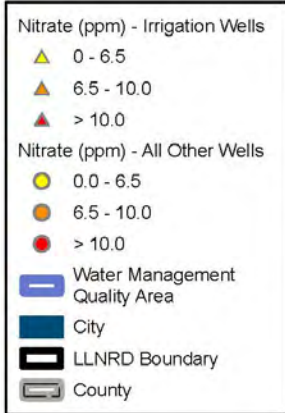 Nitrate (ppm) - Irrigation Wells
0 - 6.5
6.5 - 10.0
> 10.0
Nitrate (ppm) - All Other Wells
0.0 - 6.5
6.5 - 10.0
> 10.0
Water Management
Quality Area
City
LLNRD Boundary
County